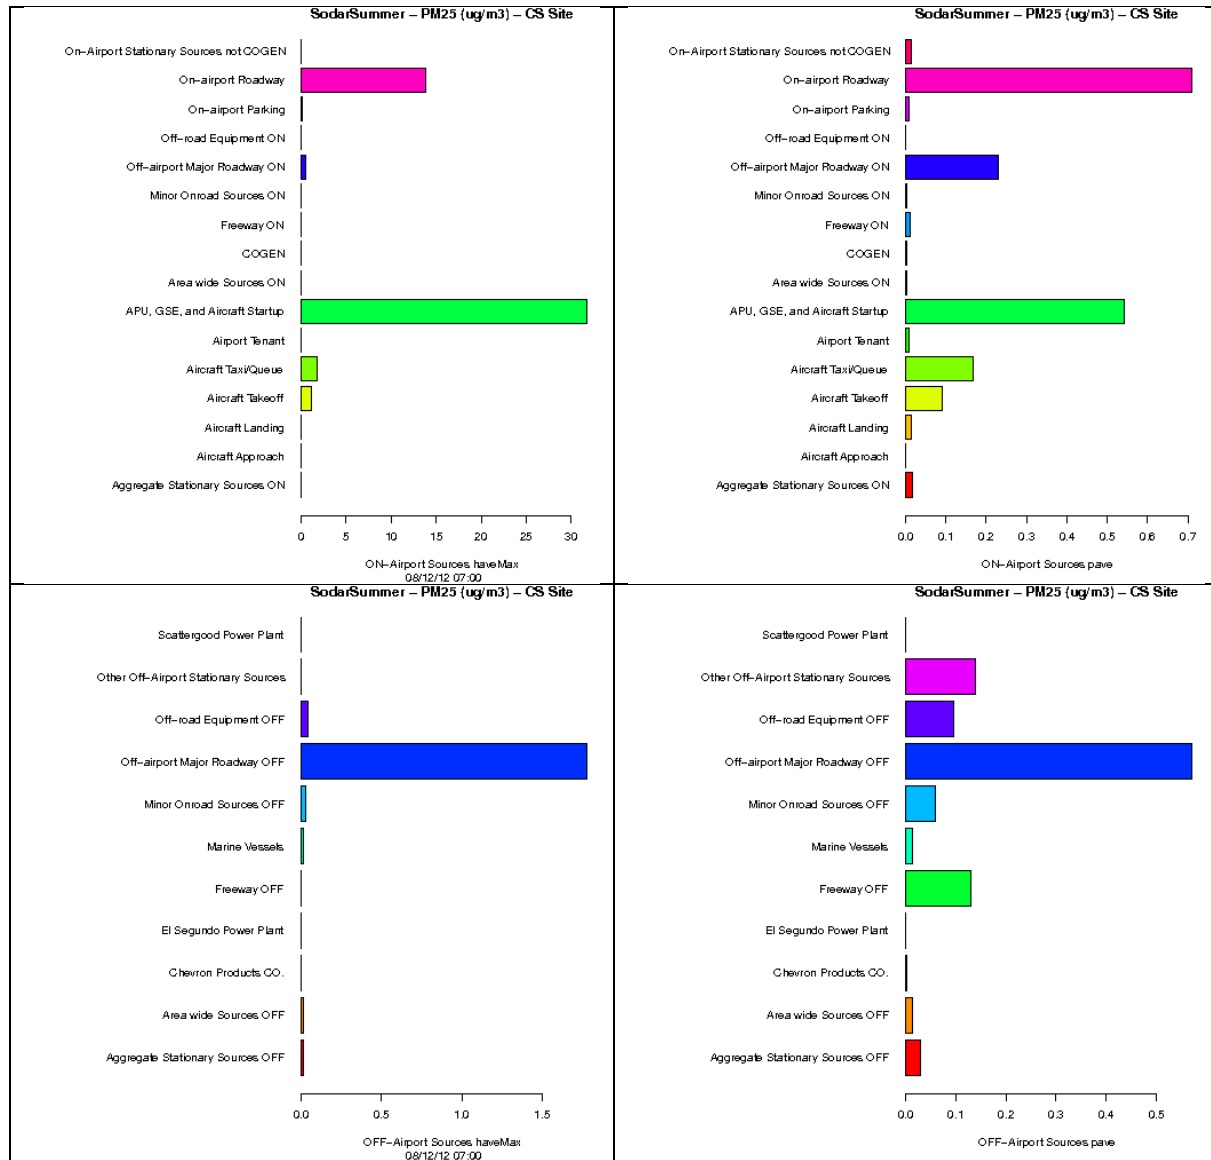 SodarSummer – PM25 (ug/m3) – CS Site
On–Airport Stationary Sources not COGEN
On–airport Roadway
On–airport Parking
Off–road Equipment ON
Off–airport Major Roadway ON
Minor Onroad Sources ON
Freeway ON
COGEN
Area wide Sources ON
APU, GSE, and Aircraft Startup
Airport Tenant
Aircraft Taxi/Queue
Aircraft Takeoff
Aircraft Landing
Aircraft Approach
Aggregate Stationary Sources ON
0 5 10 15 20 25 30
ON–Airport Sources haveMax
08/12/12 07:00
SodarSummer – PM25 (ug/m3) – CS Site
On–Airport Stationary Sources not COGEN
On–airport Roadway
On–airport Parking
Off–road Equipment ON
Off–airport Major Roadway ON
Minor Onroad Sources ON
Freeway ON
COGEN
Area wide Sources ON
APU, GSE, and Aircraft Startup
Airport Tenant
Aircraft Taxi/Queue
Aircraft Takeoff
Aircraft Landing
Aircraft Approach
Aggregate Stationary Sources ON
0.0 0.1 0.2 0.3 0.4 0.5 0.6 0.7
ON–Airport Sources pave
SodarSummer – PM25 (ug/m3) – CS Site
Scattergood Power Plant
Other Off–Airport Stationary Sources
Off–road Equipment OFF
Off–airport Major Roadway OFF
Minor Onroad Sources OFF
Marine Vessels
Freeway OFF
El Segundo Power Plant
Chevron Products CO.
Area wide Sources OFF
Aggregate Stationary Sources OFF
0.0 0.5 1.0 1.5
OFF–Airport Sources haveMax
08/12/12 07:00
SodarSummer – PM25 (ug/m3) – CS Site
Scattergood Power Plant
Other Off–Airport Stationary Sources
Off–road Equipment OFF
Off–airport Major Roadway OFF
Minor Onroad Sources OFF
Marine Vessels
Freeway OFF
El Segundo Power Plant
Chevron Products CO.
Area wide Sources OFF
Aggregate Stationary Sources OFF
0.0 0.1 0.2 0.3 0.4 0.5
OFF–Airport Sources pave